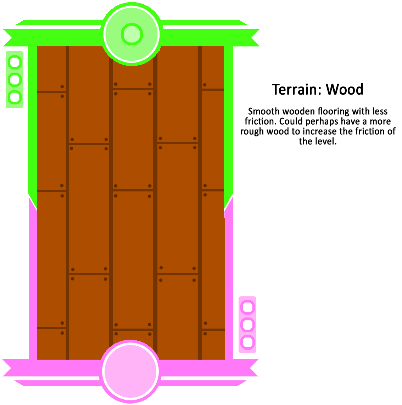 Terrain: Wood
Smooth wooden flooring with less
friction. Could perhaps have a more
rough wood to increase the friction of
the level.